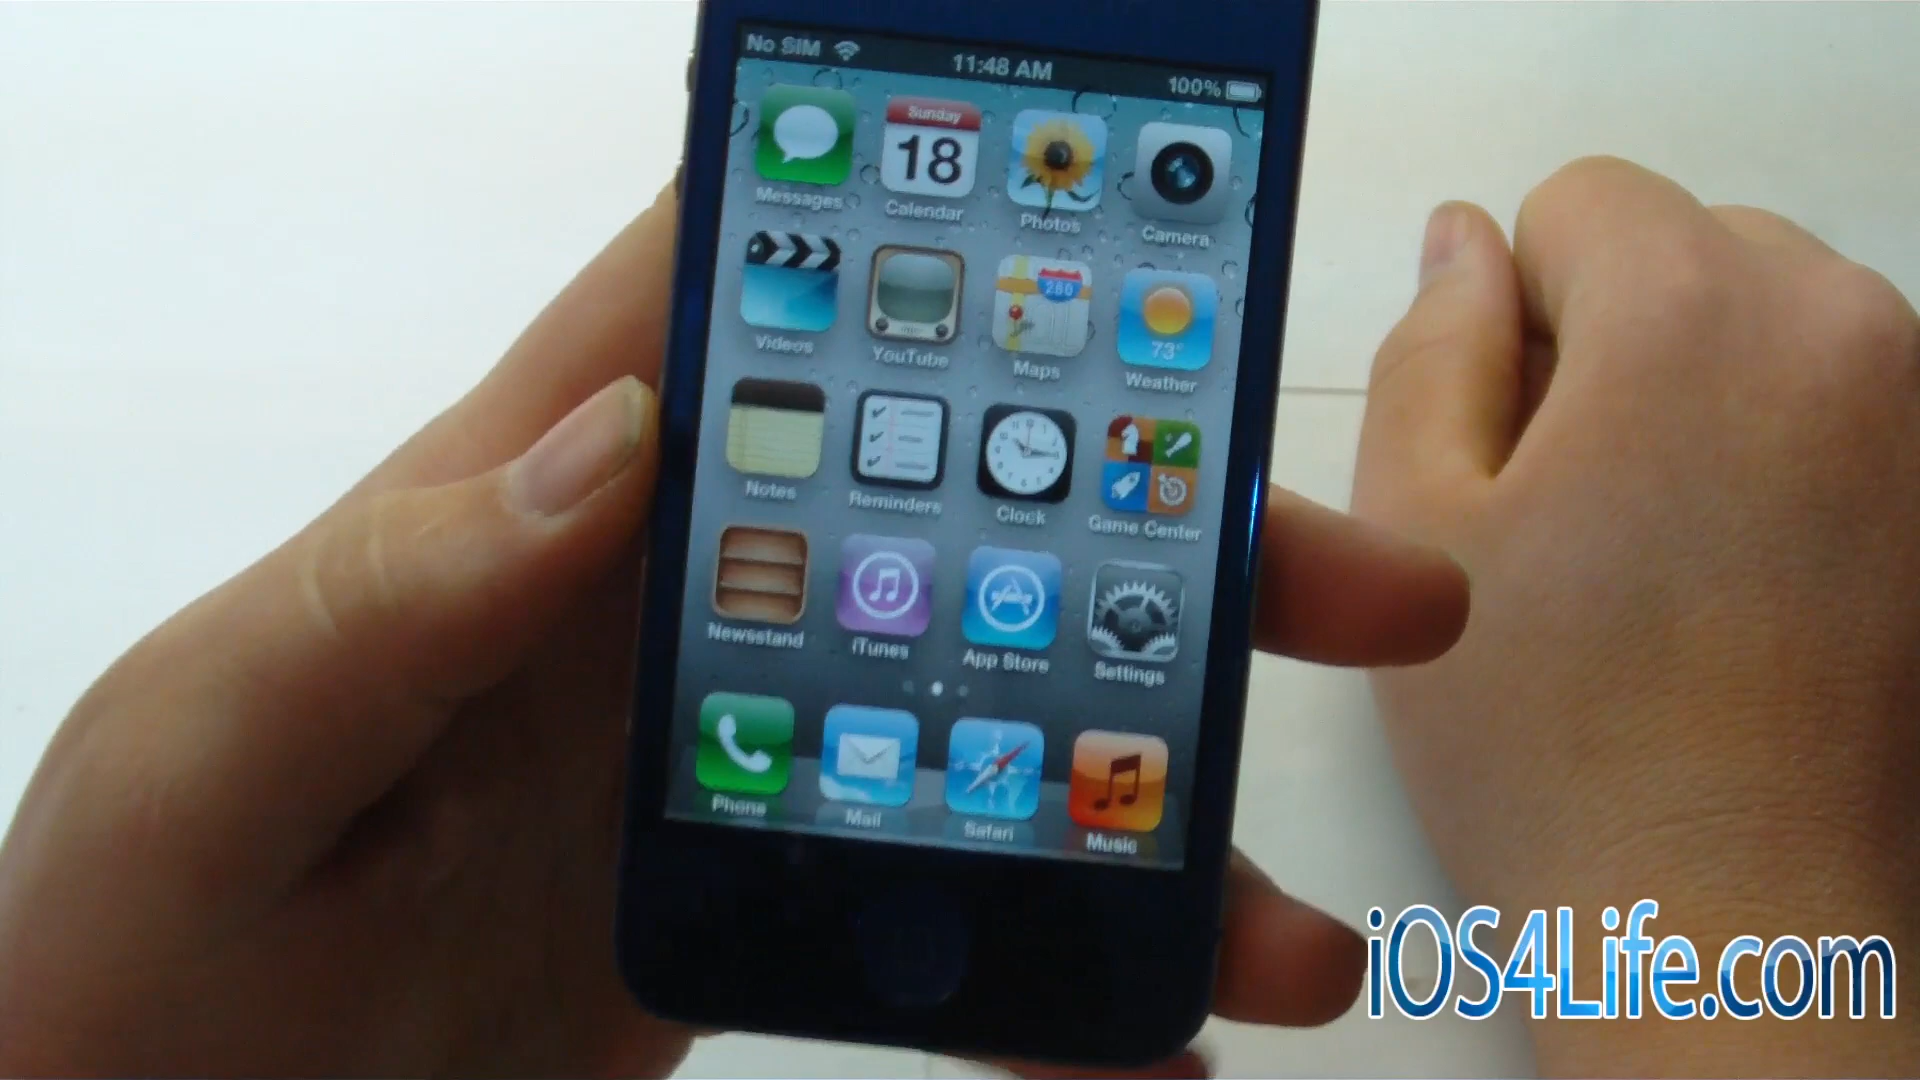 No SIM 11:48 AM 100%
Sunday
18
Messages Calendar Photos Camera
280
73°
Videos YouTube Maps Weather
Notes Reminders Clock Game Center
Newsstand iTunes App Store Settings
Phone Mail Safari Music
iOS4Life.com